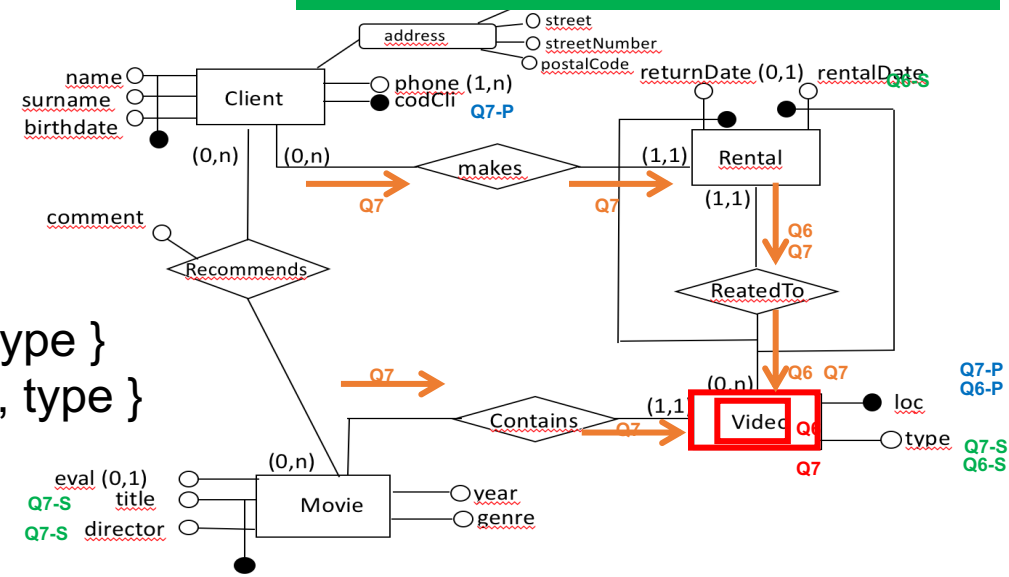 street
address
streetNumber
postalCode
returnDate (0,1) rentalDate
Q6-S
name
phone (1,n)
surname
Client
codCli
Q7-P
birthdate
(0,n)
(0,n)
makes
(1,1)
Rental
Q7
Q7
(1,1)
comment
Q6
Q7
Recommends
ReatedTo
ype }
, type }
Q7
Q6 Q7
Q7-P
Q6-P
(0,n)
(1,1)
loc
Contains
Q7
Video
Q6
type
Q7-S
Q6-S
Q7
(0,n)
eval (0,1)
Q7-S
title
Movie
year
genre
Q7-S
director